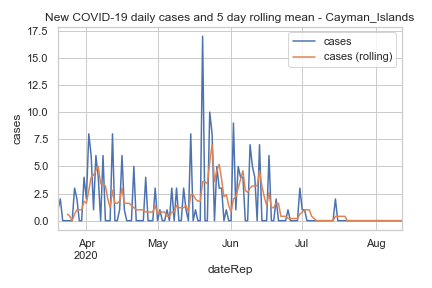 New COVID-19 daily cases and 5 day rolling mean - Cayman_Islands
cases
cases (rolling)
cases
17.5
15.0
12.5
10.0
7.5
5.0
2.5
0.0
Apr
2020
May
Jun
Jul
Aug
dateRep